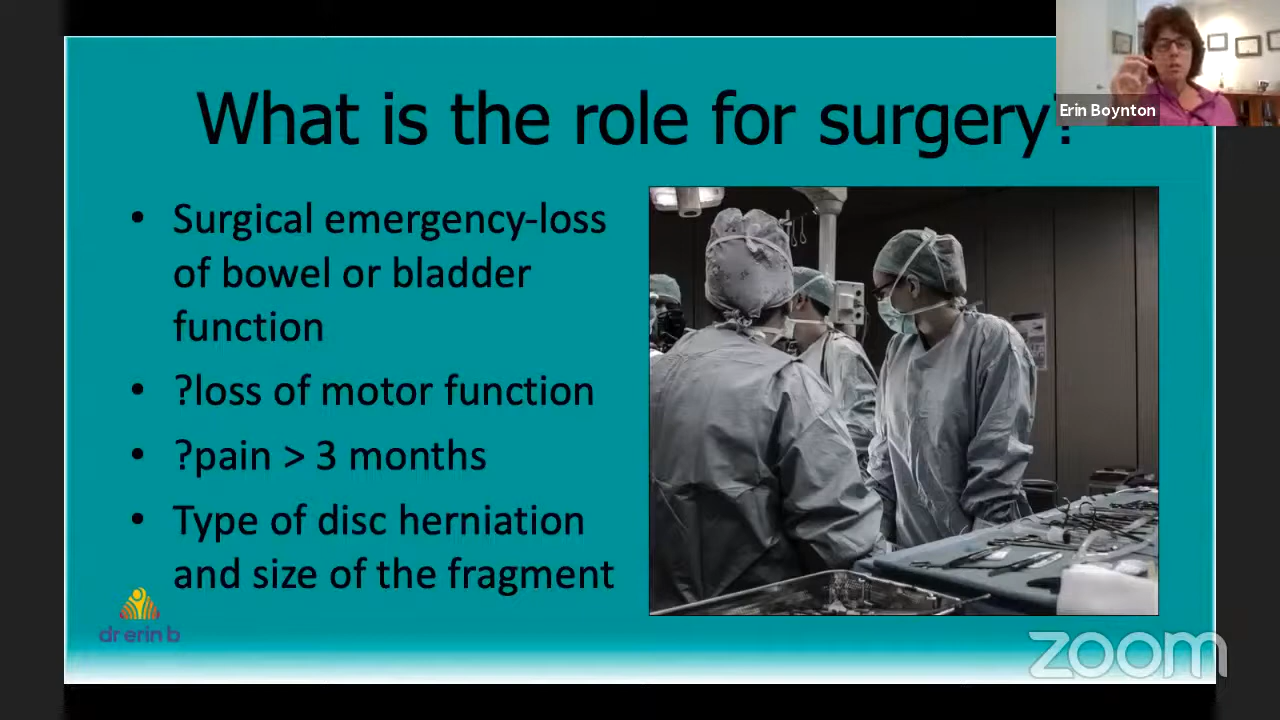 What is the role for surgery?
Erin Boynton
• Surgical emergency-loss
of bowel or bladder
function
• ?loss of motor function
• ?pain > 3 months
• Type of disc herniation
and size of the fragment
dr erin b
zoom